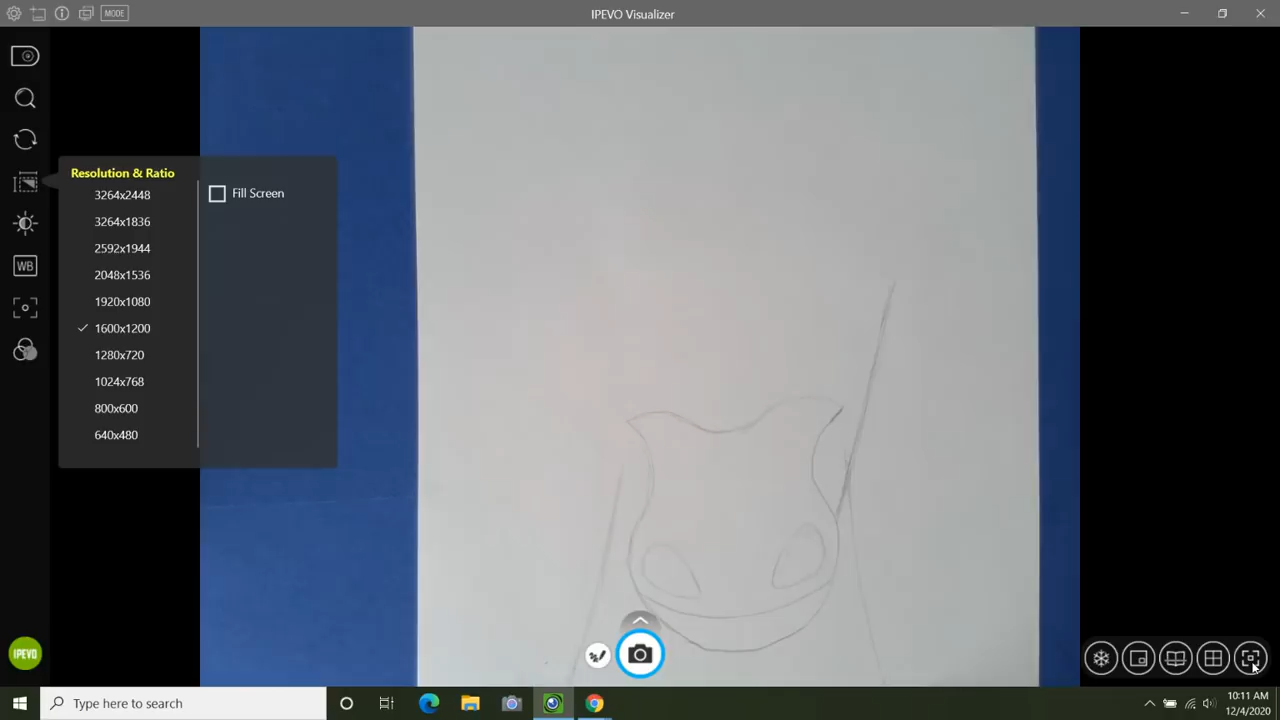 MODE
IPEVO Visualizer
Resolution & Ratio
3264x2448
Fill Screen
3264x1836
2592x1944
2048x1536
1920x1080
1600x1200
1280x720
1024x768
800x600
640x480
WB
IPEVO
Type here to search
10:11 AM
12/4/2020